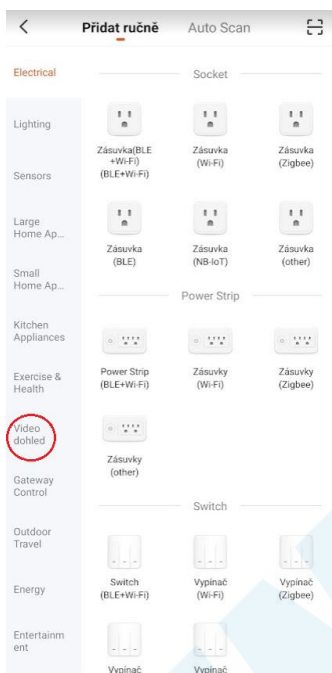 Přidat ručně Auto Scan
Electrical
Lighting
Sensors
Large
Home Ap...
Small
Home Ap...
Kitchen
Appliances
Exercise &
Health
Video
dohled
Gateway
Control
Outdoor
Travel
Energy
Entertainm
ent
Socket
Zásuvka(BLE
+Wi-Fi)
(BLE+Wi-Fi)
Zásuvka
(Wi-Fi)
Zásuvka
(Zigbee)
Zásuvka
(BLE)
Zásuvka
(NB-IoT)
Zásuvka
(other)
Power Strip
Power Strip
(BLE+Wi-Fi)
Zásuvky
(Wi-Fi)
Zásuvky
(Zigbee)
Zásuvky
(other)
Switch
Switch
(BLE+Wi-Fi)
Vypínač
(Wi-Fi)
Vypínač
(Zigbee)
Vypínač
Vypínač